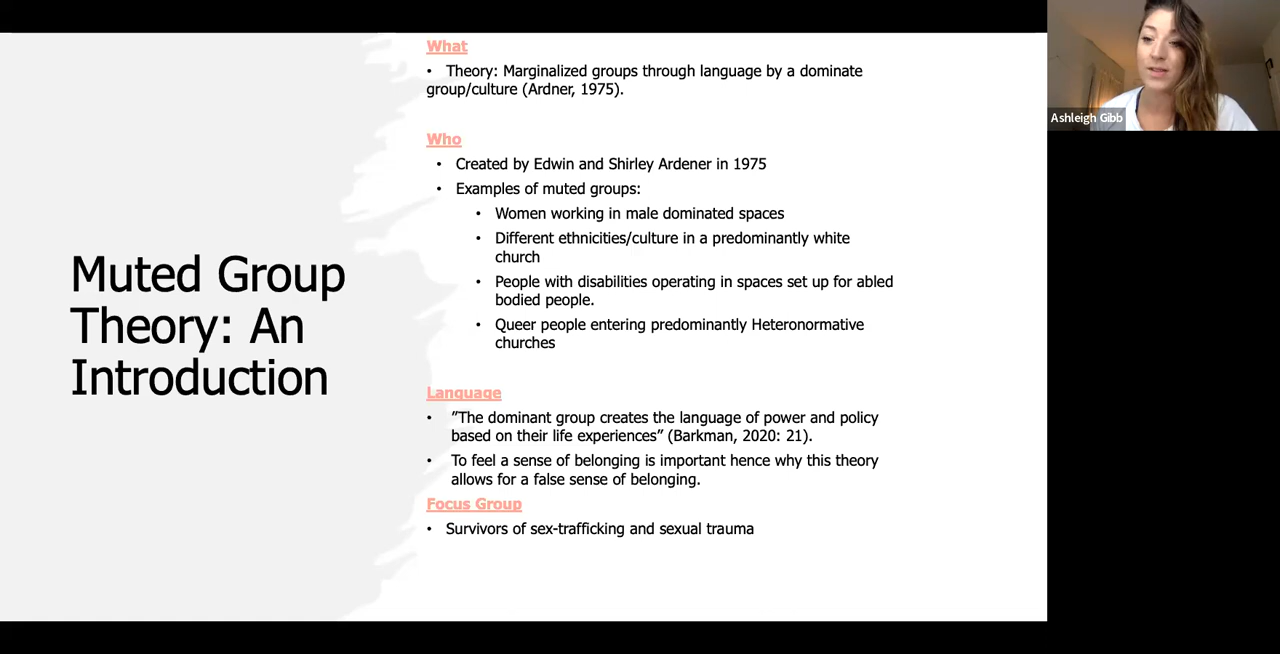 What
• Theory: Marginalized groups through language by a dominate
group/culture (Ardner, 1975).
Who
• Created by Edwin and Shirley Ardener in 1975
• Examples of muted groups:
• Women working in male dominated spaces
• Different ethnicities/culture in a predominantly white
church
• People with disabilities operating in spaces set up for abled
bodied people.
• Queer people entering predominantly Heteronormative
churches
Muted Group
Theory: An
Introduction
Language
• ”The dominant group creates the language of power and policy
based on their life experiences” (Barkman, 2020: 21).
• To feel a sense of belonging is important hence why this theory
allows for a false sense of belonging.
Focus Group
• Survivors of sex-trafficking and sexual trauma
Ashleigh Gibb